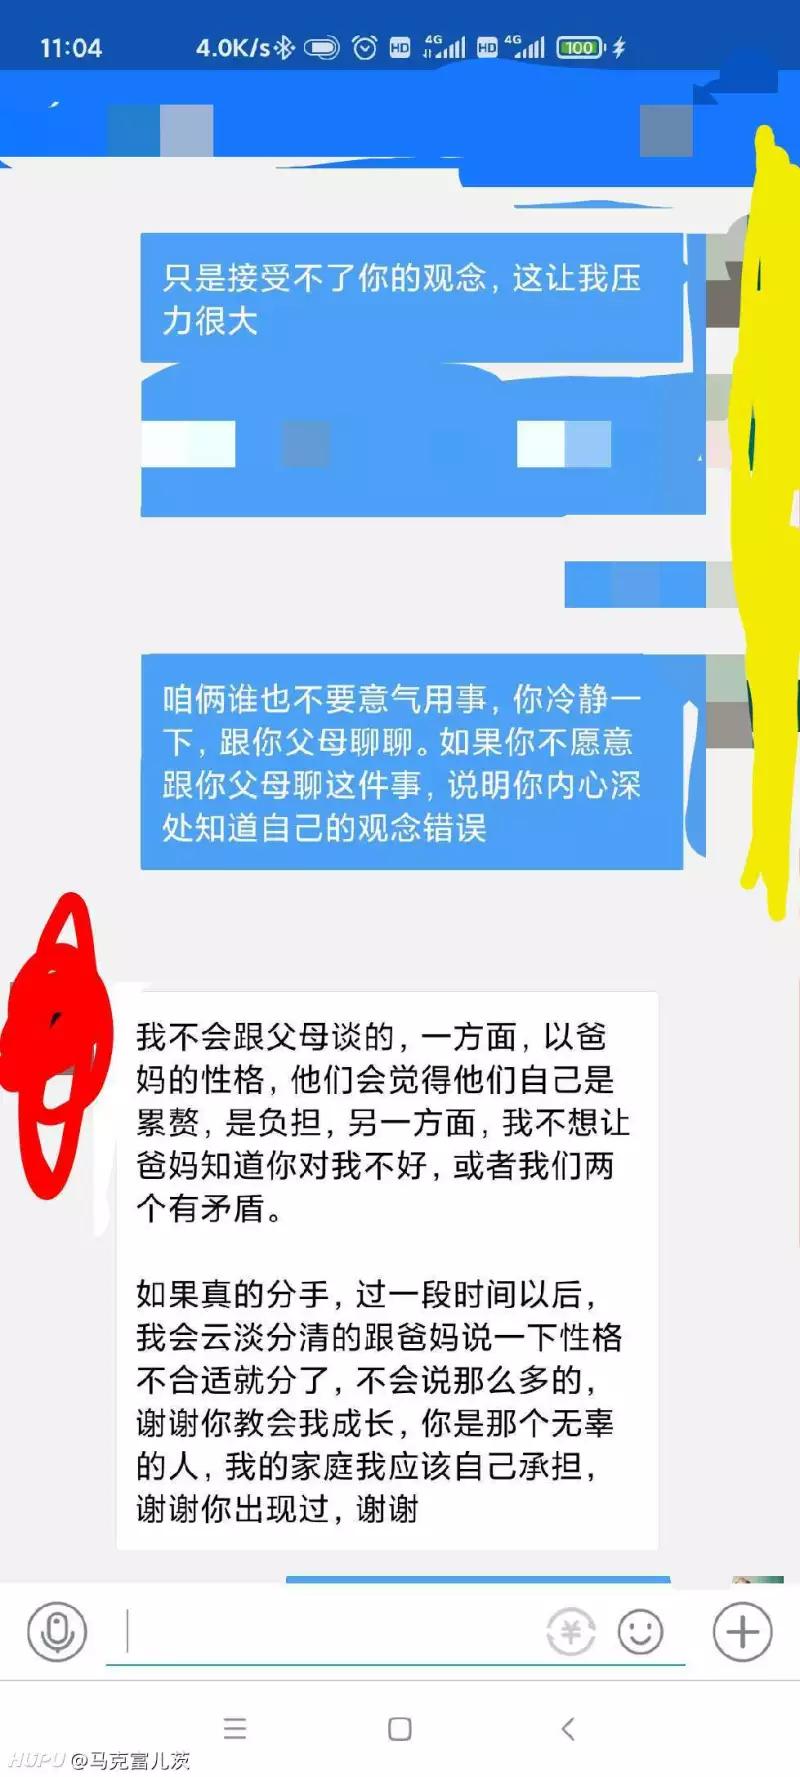 11:04 4.0K/s HD 4G HD 4G 100
只是接受不了你的观念，这让我压
力很大
咱俩谁也不要意气用事，你冷静一
下，跟你父母聊聊。如果你不愿意
跟你父母聊这件事，说明你内心深
处知道自己的观念错误
我不会跟父母谈的，一方面，以爸
妈的性格，他们会觉得他们自己是
累赘，是负担，另一方面，我不想让
爸妈知道你对我不好，或者我们两
个有矛盾。
如果真的分手，过一段时间以后，
我会云淡分清的跟爸妈说一下性格
不合适就分了，不会说那么多的，
谢谢你教会我成长，你是那个无辜
的人，我的家庭我应该自己承担，
谢谢你出现过，谢谢
HUPU @马克富儿茨